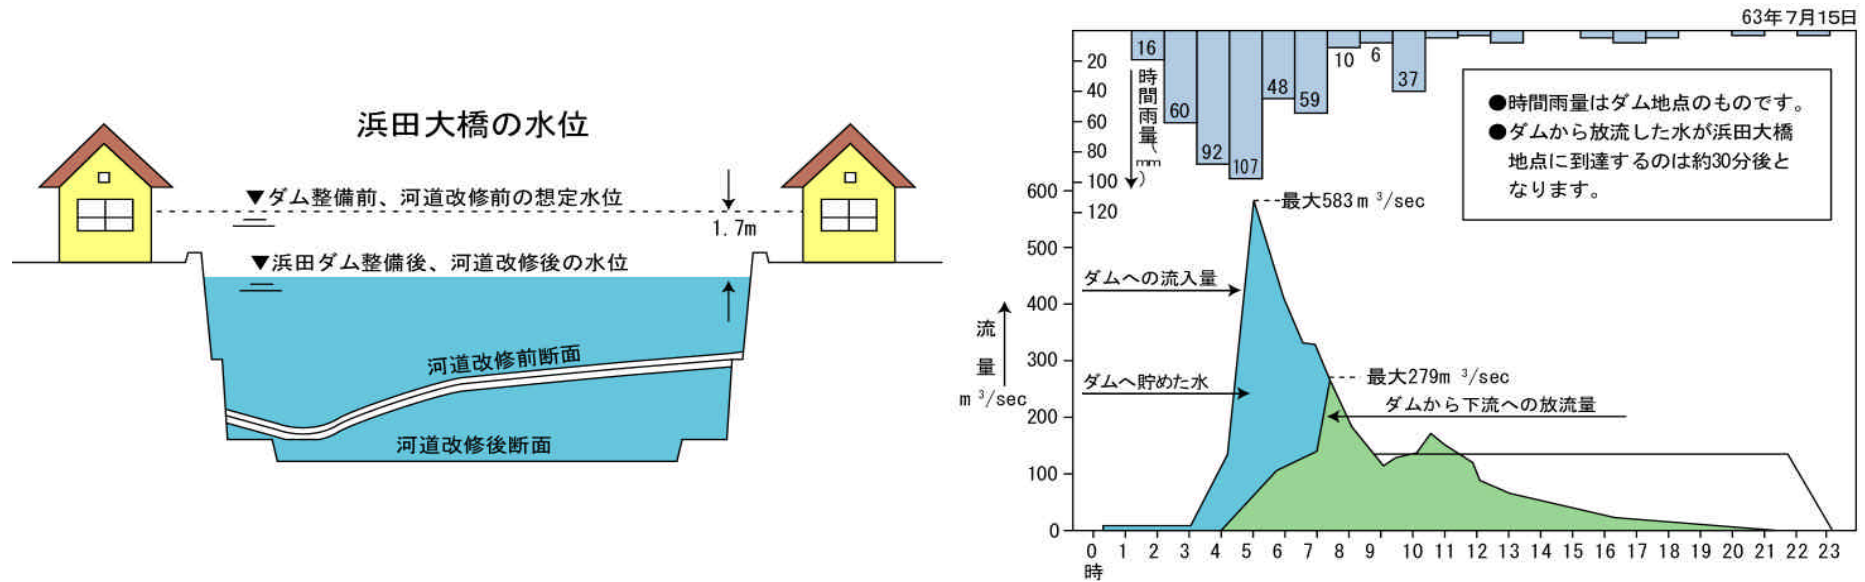 浜田大橋の水位
▼ダム整備前、河道改修前の想定水位
1.7m
▼浜田ダム整備後、河道改修後の水位
河道改修前断面
河道改修後断面
63年7月15日
16
60
92
107
48
59
10
6
37
20
40
60
80
100
120
時間雨量(mm)
●時間雨量はダム地点のものです。
●ダムから放流した水が浜田大橋
地点に到達するのは約30分後と
なります。
600
500
400
300
200
100
0
流量
m³/sec
最大583m³/sec
ダムへの流入量
ダムへ貯めた水
最大279m³/sec
ダムから下流への放流量
0 1 2 3 4 5 6 7 8 9 10 11 12 13 14 15 16 17 18 19 20 21 22 23
時